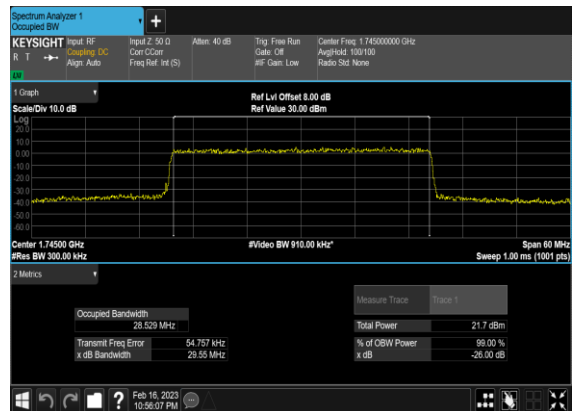 Spectrum Analyzer 1
Occupied BW
KEYSIGHT Input: RF Input Z: 50 Ω Atten: 40 dB Trig: Free Run Center Freq: 1.745000000 GHz
R T Coupling: DC Corr CCorr Gate: Off Avg|Hold: 100/100
Align: Auto Freq Ref: Int (S) #IF Gain: Low Radio Std: None
LW
1 Graph
Ref Lvl Offset 8.00 dB
Scale/Div 10.0 dB Ref Value 30.00 dBm
Log
20.0
10.0
0.00
-10.0
-20.0
-30.0
-40.0
-50.0
-60.0
Center 1.74500 GHz #Video BW 910.00 kHz* Span 60 MHz
#Res BW 300.00 kHz Sweep 1.00 ms (1001 pts)
2 Metrics
Measure Trace Trace 1
Occupied Bandwidth
28.529 MHz Total Power 21.7 dBm
Transmit Freq Error 54.757 kHz % of OBW Power 99.00 %
x dB Bandwidth 29.55 MHz x dB -26.00 dB
? Feb 16, 2023
10:56:07 PM